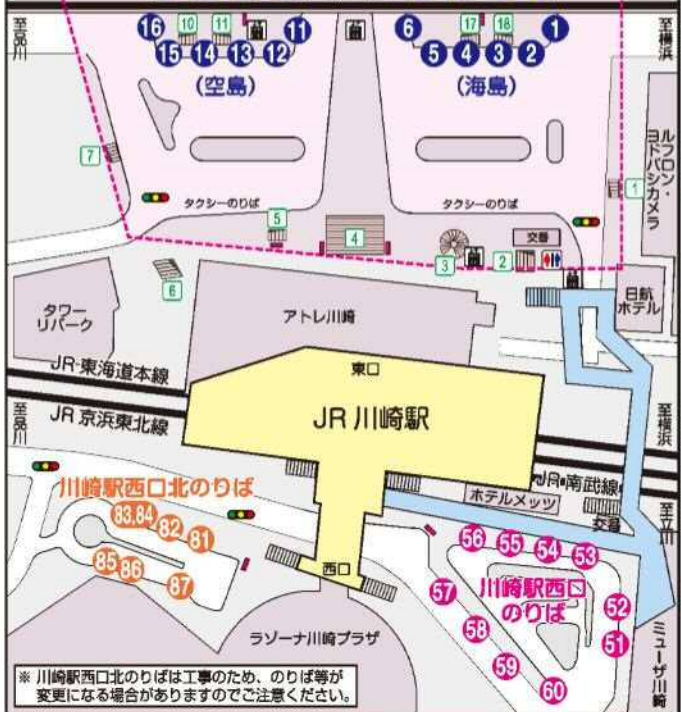 至品川
16
10
11
11
6
17
18
1
至横浜
15
14
13
12
5
4
3
2
(空島)
(海島)
ルフロン・
ヨドバシカメラ
7
1
タクシーのりば
タクシーのりば
5
4
3
交番
2
6
タワー
リバーク
アトレ川崎
日航
ホテル
JR 東海道本線
東口
JR 川崎駅
至品川
JR 京浜東北線
至横浜
JR 南武線
ホテルメッツ
交番
至立川
川崎駅西口北のりば
83.84
82
81
85
86
87
西口
56
55
54
53
57
川崎駅西口
のりば
52
58
51
59
60
ラゾーナ川崎プラザ
ミューザ川崎
※ 川崎駅西口北のりばは工事のため、のりば等が
変更になる場合がありますのでご注意ください。